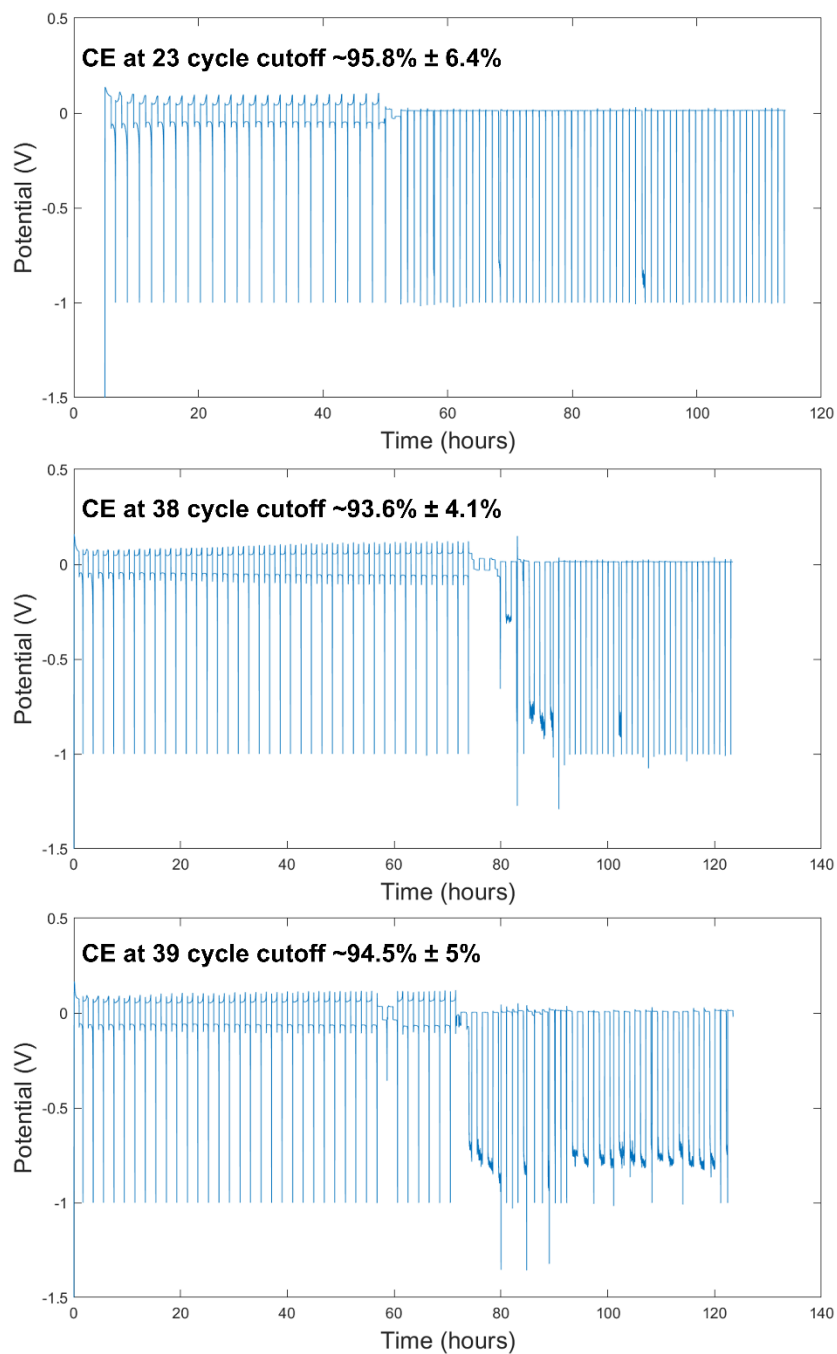 CE at 23 cycle cutoff ~95.8% ± 6.4%
0.5
0
-0.5
-1
-1.5
Potential (V)
0 20 40 60 80 100 120
Time (hours)
CE at 38 cycle cutoff ~93.6% ± 4.1%
0.5
0
-0.5
-1
-1.5
Potential (V)
0 20 40 60 80 100 120 140
Time (hours)
CE at 39 cycle cutoff ~94.5% ± 5%
0.5
0
-0.5
-1
-1.5
Potential (V)
0 20 40 60 80 100 120 140
Time (hours)